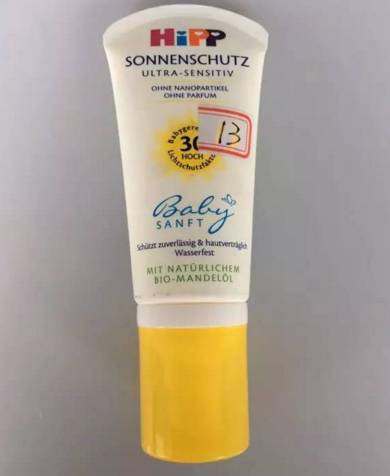 HiPP
SONNENSCHUTZ
ULTRA-SENSITIV
OHNE NANOPARTIKEL
OHNE PARFUM
13
30
HOCH
Baby
SANFT
Schützt zuverlässig & hautverträglich
Wasserfest
MIT NATÜRLICHEM
BIO-MANDELÖL